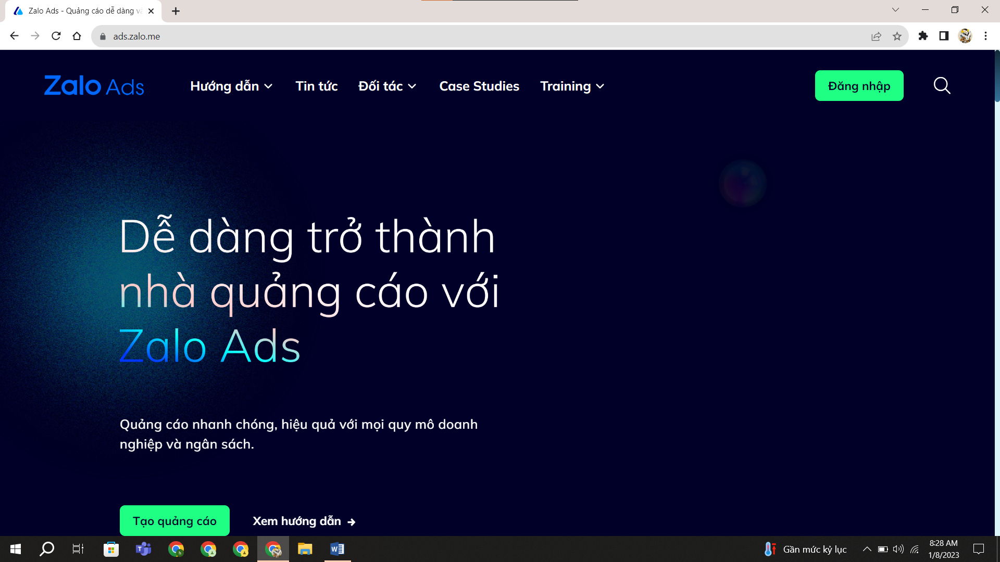 Zalo Ads - Quảng cáo dễ dàng và
ads.zalo.me
Zalo Ads
Hướng dẫn
Tin tức
Đối tác
Case Studies
Training
Đăng nhập
Dễ dàng trở thành
nhà quảng cáo với
Zalo Ads
Quảng cáo nhanh chóng, hiệu quả với mọi quy mô doanh
nghiệp và ngân sách.
Tạo quảng cáo
Xem hướng dẫn →
Gần mức kỷ lục
8:28 AM
1/8/2023